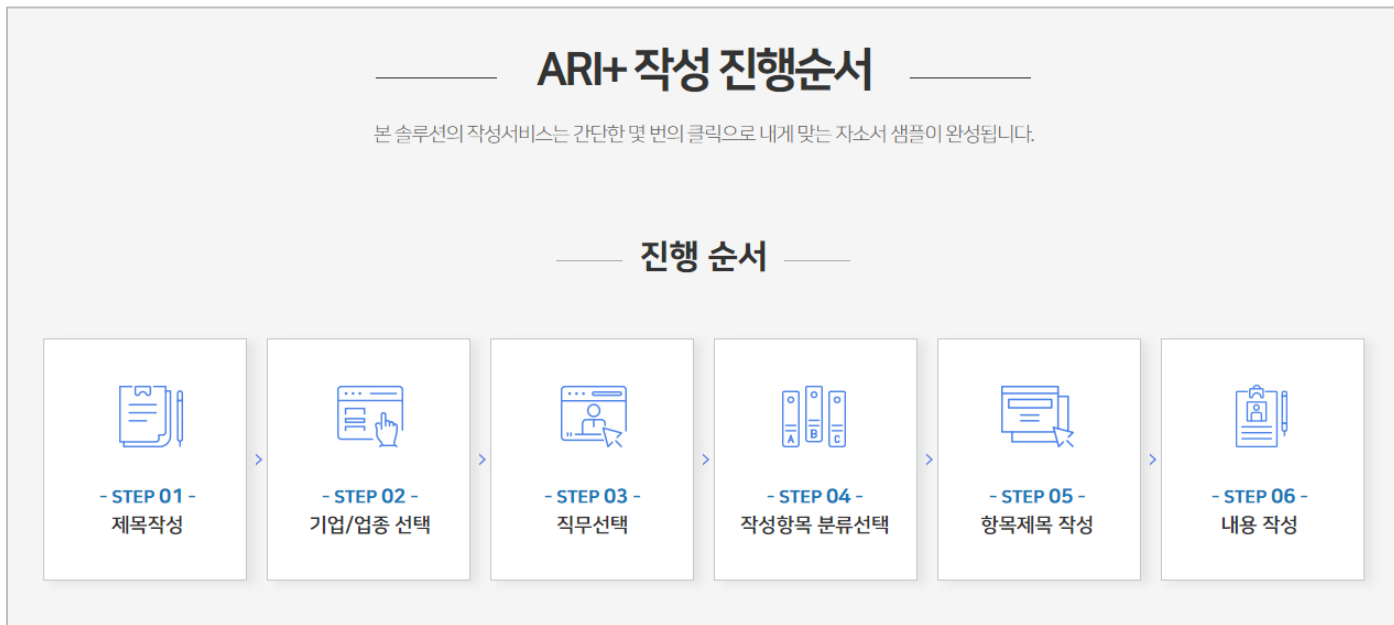 ARI+ 작성 진행순서
본 솔루션의 작성서비스는 간단한 몇 번의 클릭으로 내게 맞는 자소서 샘플이 완성됩니다.
진행 순서
- STEP 01 -
제목작성
- STEP 02 -
기업/업종 선택
- STEP 03 -
직무선택
A
B
C
- STEP 04 -
작성항목 분류선택
- STEP 05 -
항목제목 작성
- STEP 06 -
내용 작성